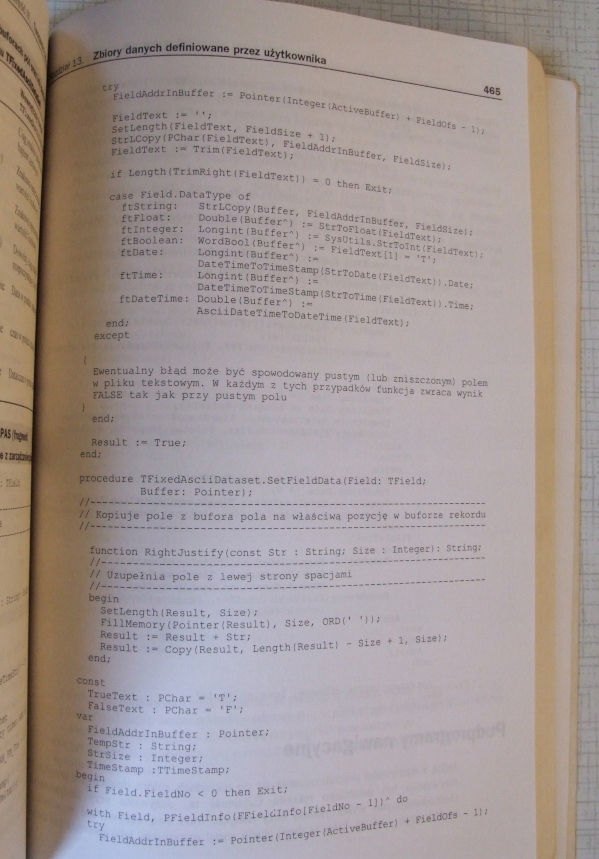 Rozdział 13. Zbiory danych definiowane przez użytkownika
465
try
FieldAddrInBuffer := Pointer(Integer(ActiveBuffer) + FieldOfs - 1);
FieldText := '';
SetLength(FieldText, FieldSize + 1);
StrLCopy(PChar(FieldText), FieldAddrInBuffer, FieldSize);
FieldText := Trim(FieldText);
if Length(TrimRight(FieldText)) = 0 then Exit;
case Field.DataType of
ftString: StrLCopy(Buffer, FieldAddrInBuffer, FieldSize);
ftFloat: Double(Buffer^) := StrToFloat(FieldText);
ftInteger: Longint(Buffer^) := SysUtils.StrToInt(FieldText);
ftBoolean: WordBool(Buffer^) := FieldText[1] = 'T';
ftDate: Longint(Buffer^) :=
DateTimeToTimeStamp(StrToDate(FieldText)).Date;
ftTime: Longint(Buffer^) :=
DateTimeToTimeStamp(StrToTime(FieldText)).Time;
ftDateTime: Double(Buffer^) :=
AsciiDateTimeToDateTime(FieldText);
end;
except
{
Ewentualny błąd może być spowodowany pustym (lub zniszczonym) polem
w pliku tekstowym. W każdym z tych przypadków funkcja zwraca wynik
FALSE tak jak przy pustym polu
}
end;
Result := True;
end;
procedure TFixedAsciiDataset.SetFieldData(Field: TField;
Buffer: Pointer);
//------------------------------------------------------------------
// Kopiuje pole z bufora pola na właściwą pozycję w buforze rekordu
//------------------------------------------------------------------
function RightJustify(const Str : String; Size : Integer): String;
//----------------------------------------------------------------
// Uzupełnia pole z lewej strony spacjami
//----------------------------------------------------------------
begin
SetLength(Result, Size);
FillMemory(Pointer(Result), Size, ORD(' '));
Result := Result + Str;
Result := Copy(Result, Length(Result) - Size + 1, Size);
end;
const
TrueText : PChar = 'T';
FalseText : PChar = 'F';
var
FieldAddrInBuffer : Pointer;
TempStr : String;
StrSize : Integer;
TimeStamp :TTimeStamp;
begin
if Field.FieldNo < 0 then Exit;
with Field, PFieldInfo(FFieldInfo[FieldNo - 1])^ do
try
FieldAddrInBuffer := Pointer(Integer(ActiveBuffer) + FieldOfs - 1);